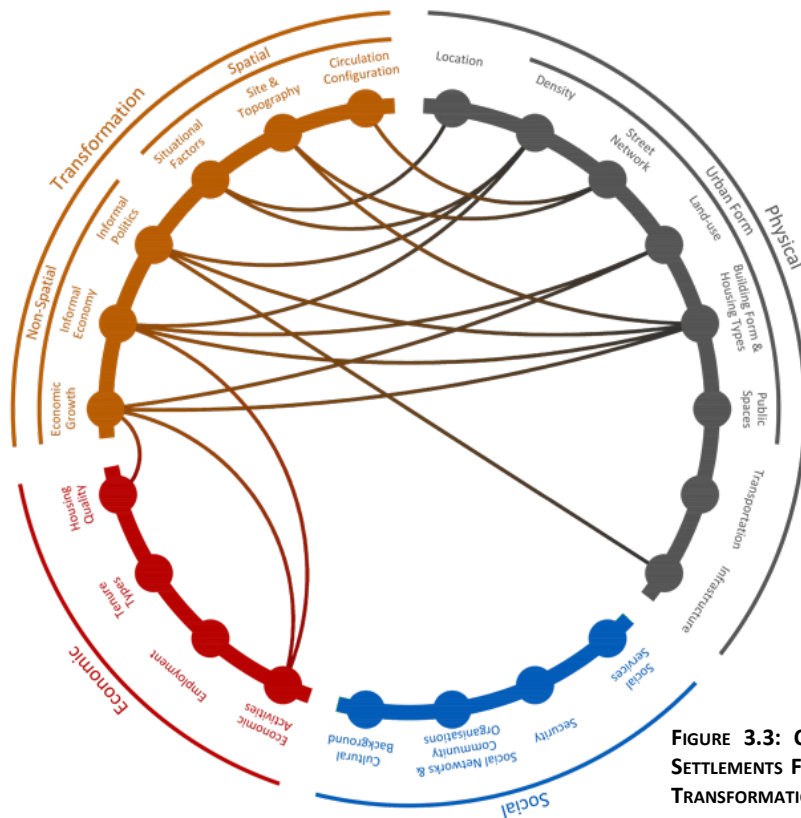 Transformation
Spatial
Circulation
Configuration
Site &
Topography
Situational
Factors
Non-Spatial
Informal
Politics
Informal
Economy
Economic
Growth
Physical
Location
Urban Form
Density
Street
Network
Land-use
Building Form &
Housing Types
Public
Spaces
Transportation
Infrastructure
Social
Social
Services
Security
Social Networks &
Community
Organisations
Cultural
Background
Economic
Economic
Activities
Employment
Tenure
Types
Housing
Quality
FIGURE 3.3: C
SETTLEMENTS F
TRANSFORMATIO